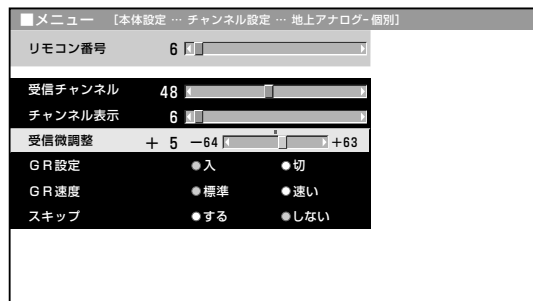 ■メニュー [本体設定 … チャンネル設定 … 地上アナログ-個別]
リモコン番号 6
受信チャンネル 48
チャンネル表示 6
受信微調整 + 5 −64 +63
GR設定 ●入 ●切
GR速度 ●標準 ●速い
スキップ ●する ●しない